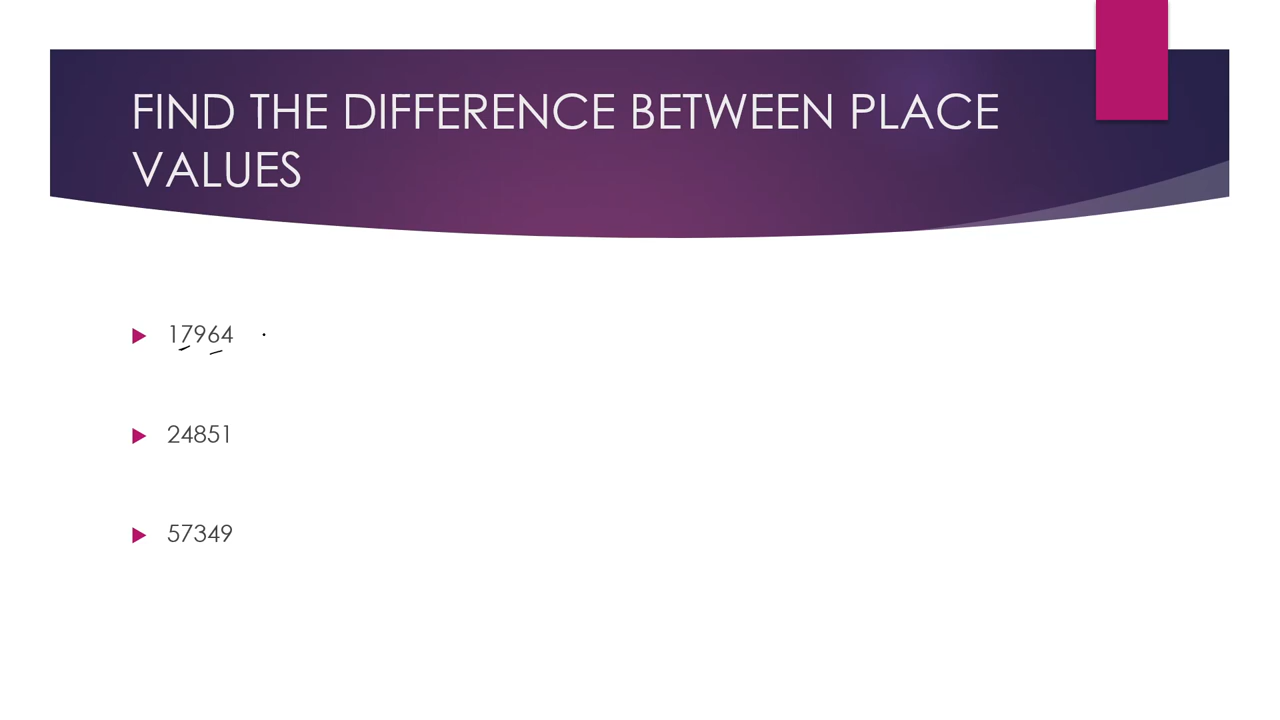 FIND THE DIFFERENCE BETWEEN PLACE
VALUES
17964
24851
57349